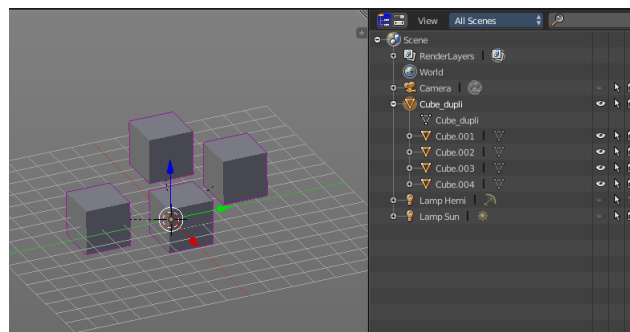 View All Scenes
Scene
RenderLayers
World
Camera
Cube_dupli
Cube_dupli
Cube.001
Cube.002
Cube.003
Cube.004
Lamp Hemi
Lamp Sun